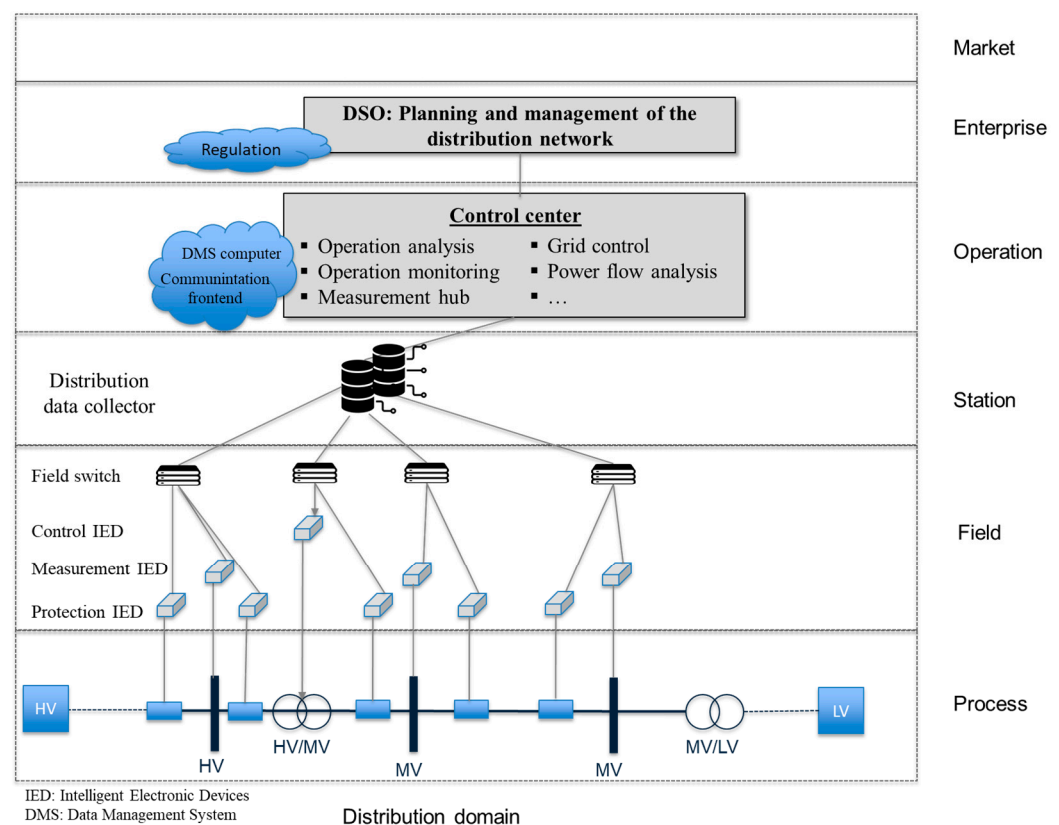 Market
DSO: Planning and management of the
distribution network
Regulation
Enterprise
Control center
▪ Operation analysis
▪ Operation monitoring
▪ Measurement hub
▪ Grid control
▪ Power flow analysis
▪ …
DMS computer
Communintation
frontend
Operation
Distribution
data collector
Station
Field switch
Control IED
Measurement IED
Protection IED
Field
HV
HV
HV/MV
MV
MV
MV/LV
LV
Process
IED: Intelligent Electronic Devices
DMS: Data Management System
Distribution domain